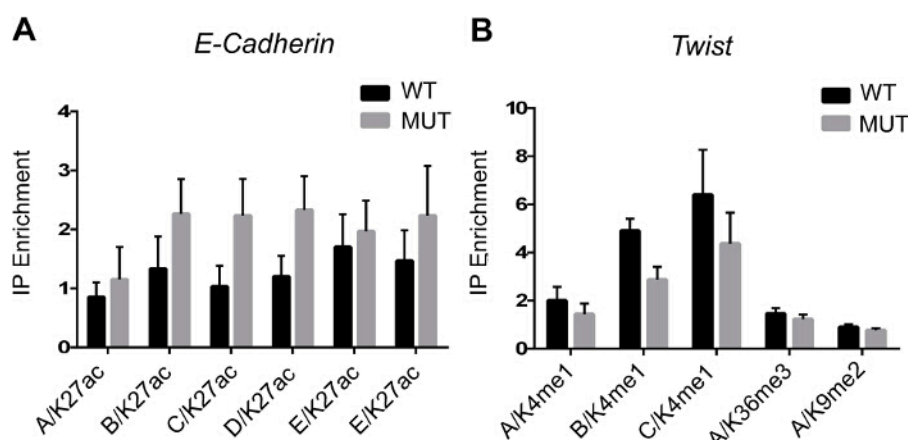 A
E-Cadherin
WT
MUT
IP Enrichment
4
3
2
1
0
A/K27ac
B/K27ac
C/K27ac
D/K27ac
E/K27ac
E/K27ac
B
Twist
WT
MUT
IP Enrichment
10
8
6
4
2
0
A/K4me1
B/K4me1
C/K4me1
A/K36me3
A/K9me2